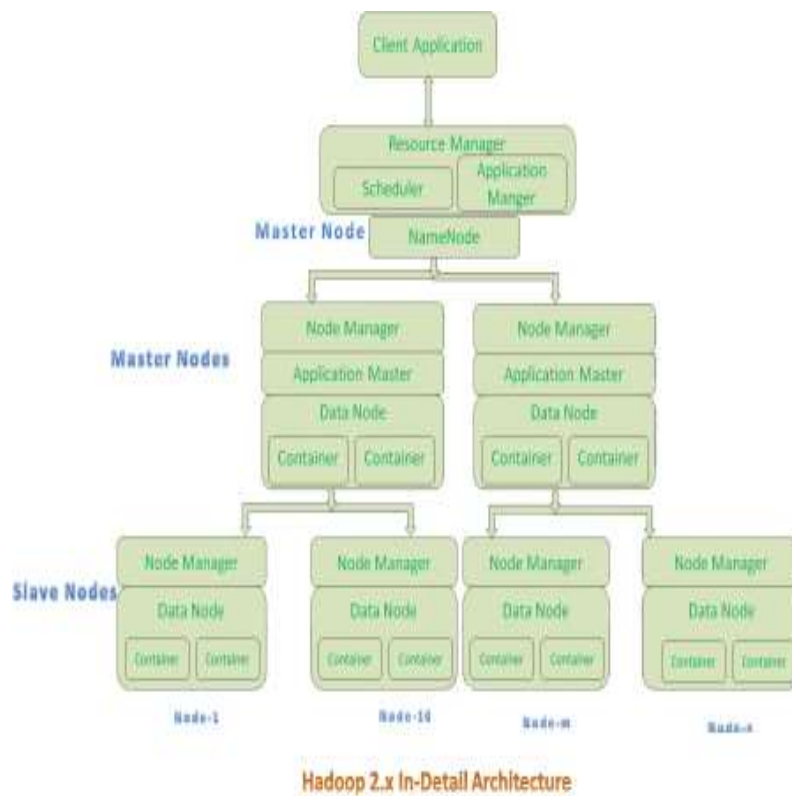 Client Application
Resource Manager
Scheduler
Application
Manger
Master Node
NameNode
Master Nodes
Node Manager
Application Master
Data Node
Container
Container
Node Manager
Application Master
Data Node
Container
Container
Slave Nodes
Node Manager
Data Node
Container
Container
Node-1
Node Manager
Data Node
Container
Container
Node Manager
Data Node
Container
Container
Node-m
Node Manager
Data Node
Container
Container
Hadoop 2.x In-Detail Architecture